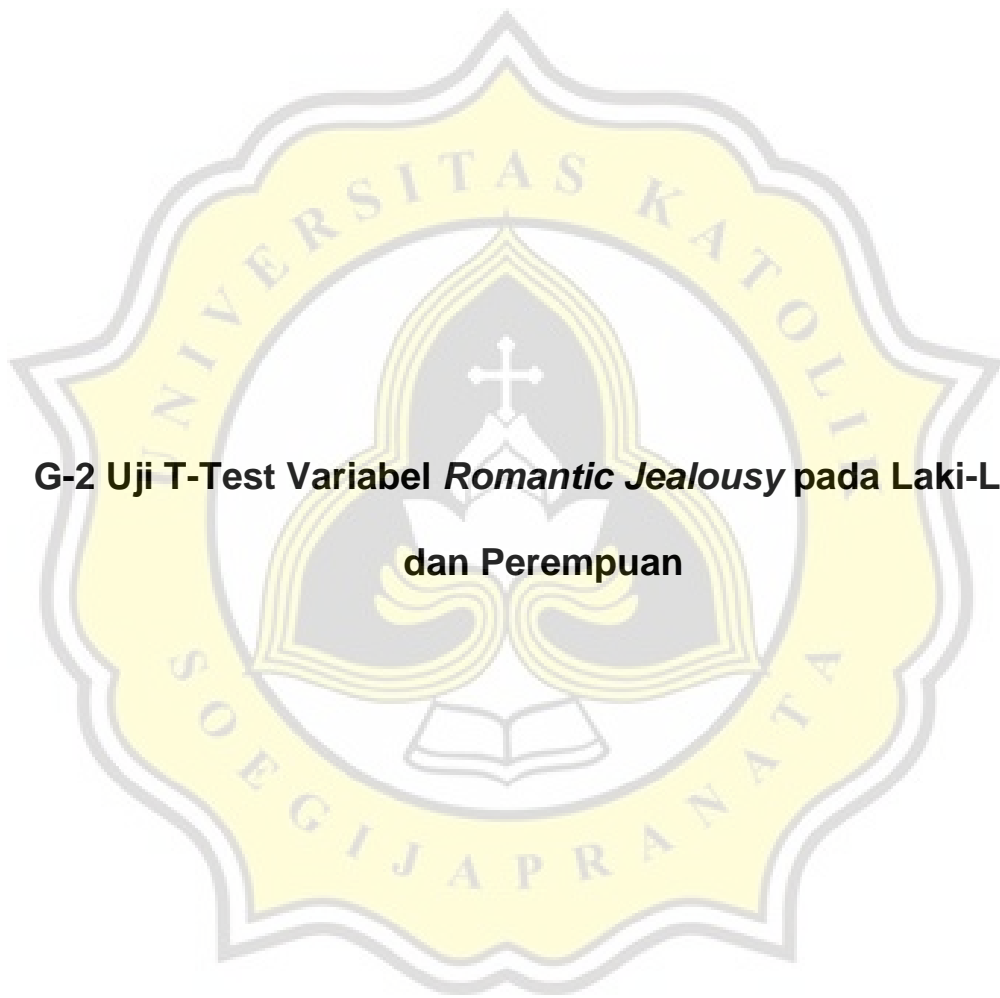 UNIVERSITAS KATOLIK
G-2 Uji T-Test Variabel Romantic Jealousy pada Laki-L
dan Perempuan
SOEGIJAPRANATA